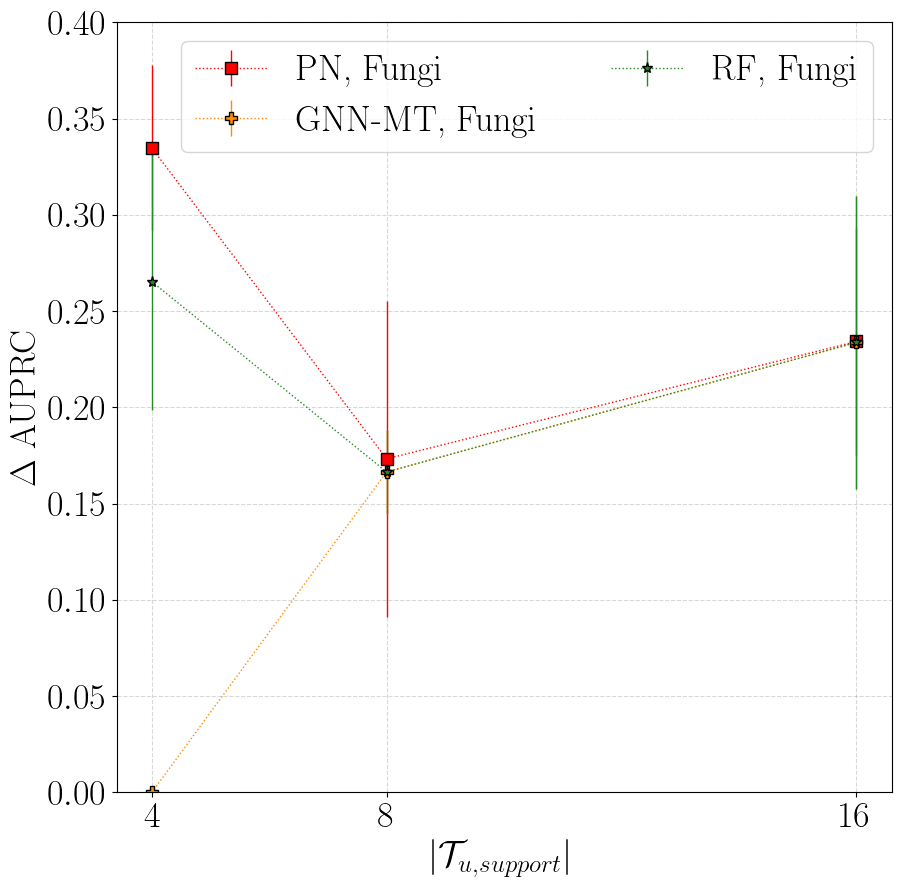 0.40
0.35
0.30
0.25
0.20
0.15
0.10
0.05
0.00
Δ AUPRC
PN, Fungi
GNN-MT, Fungi
RF, Fungi
4
8
16
|𝒯u,support|